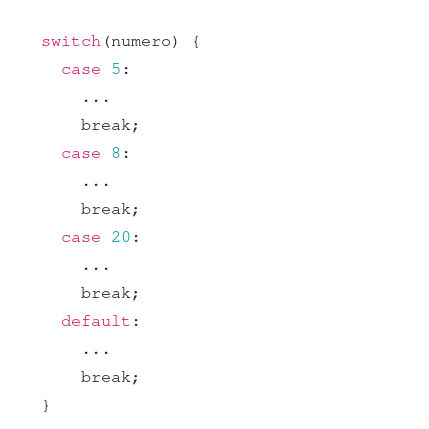 switch(numero) {
  case 5:
    ...
    break;
  case 8:
    ...
    break;
  case 20:
    ...
    break;
  default:
    ...
    break;
}